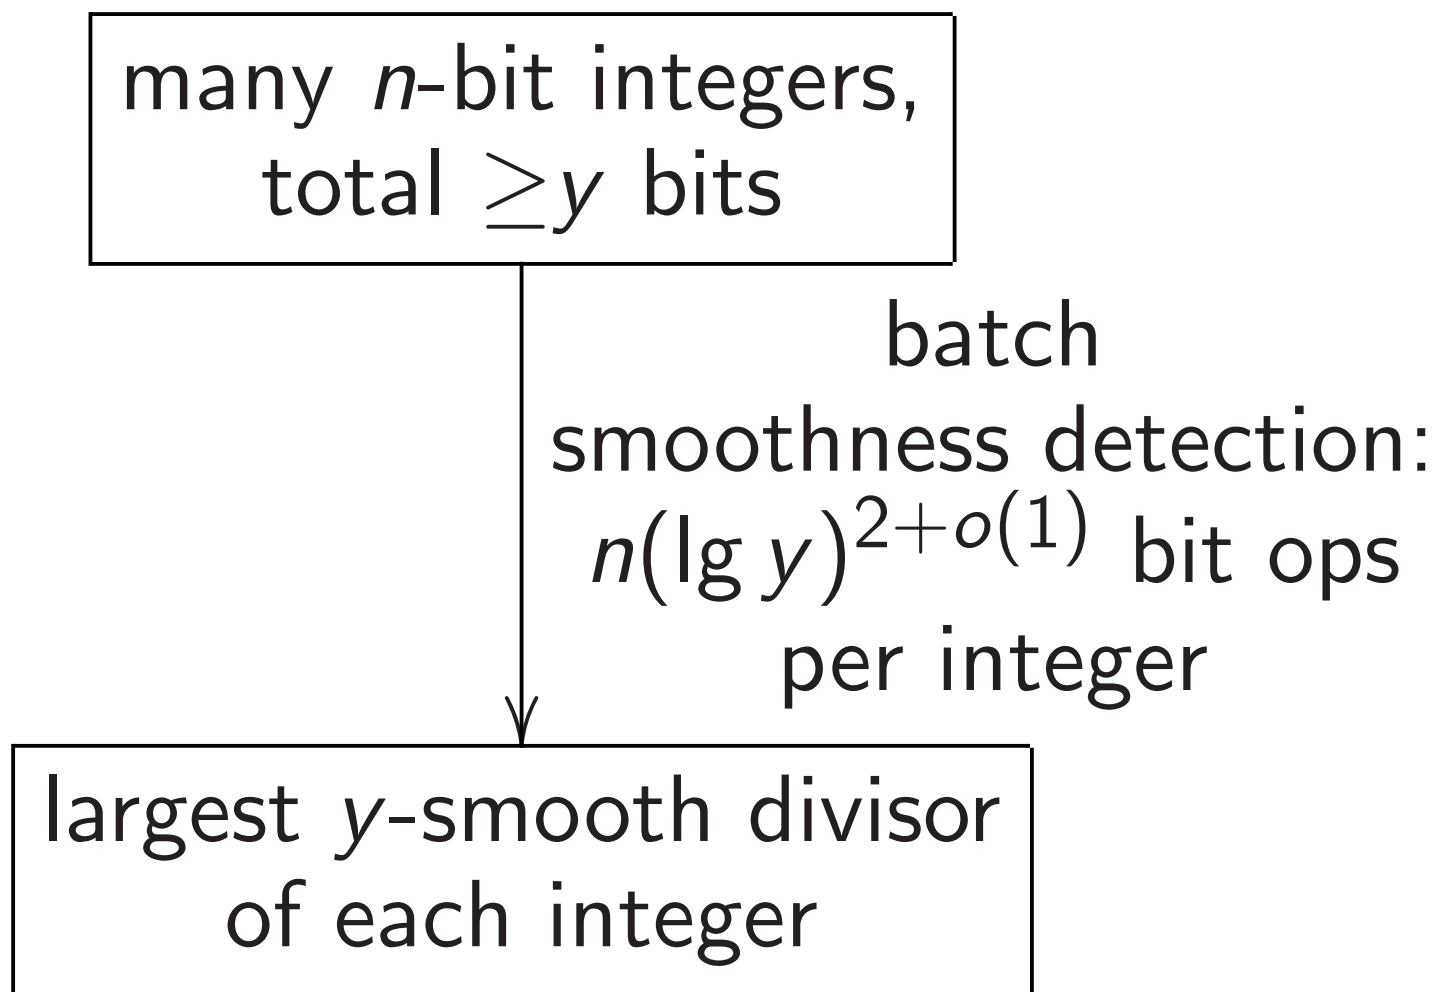 many n-bit integers,
total ≥y bits
batch
smoothness detection:
n(lg y)^{2+o(1)} bit ops
per integer
largest y-smooth divisor
of each integer